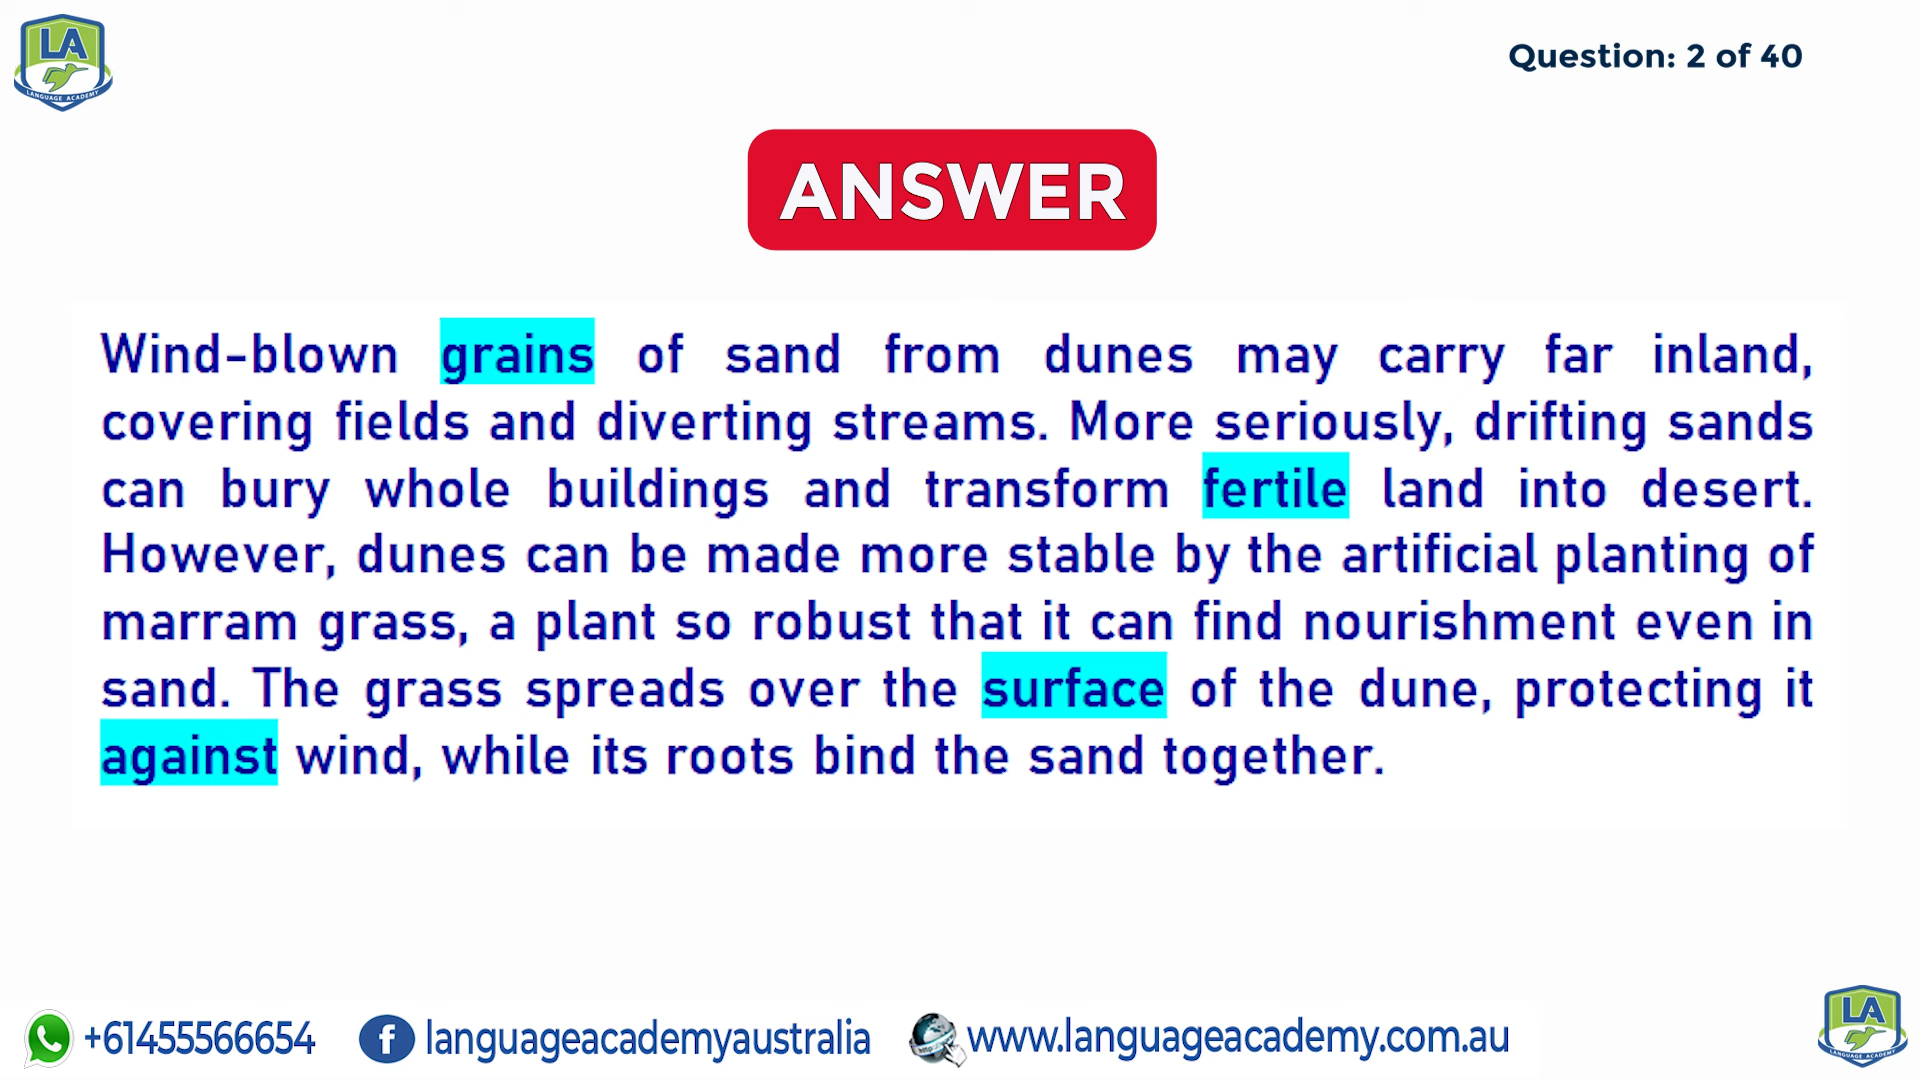 LA
LANGUAGE ACADEMY
Question: 2 of 40
ANSWER
Wind-blown grains of sand from dunes may carry far inland,
covering fields and diverting streams. More seriously, drifting sands
can bury whole buildings and transform fertile land into desert.
However, dunes can be made more stable by the artificial planting of
marram grass, a plant so robust that it can find nourishment even in
sand. The grass spreads over the surface of the dune, protecting it
against wind, while its roots bind the sand together.
+61455566654
f
languageacademyaustralia
http://
www.languageacademy.com.au
LA
LANGUAGE ACADEMY